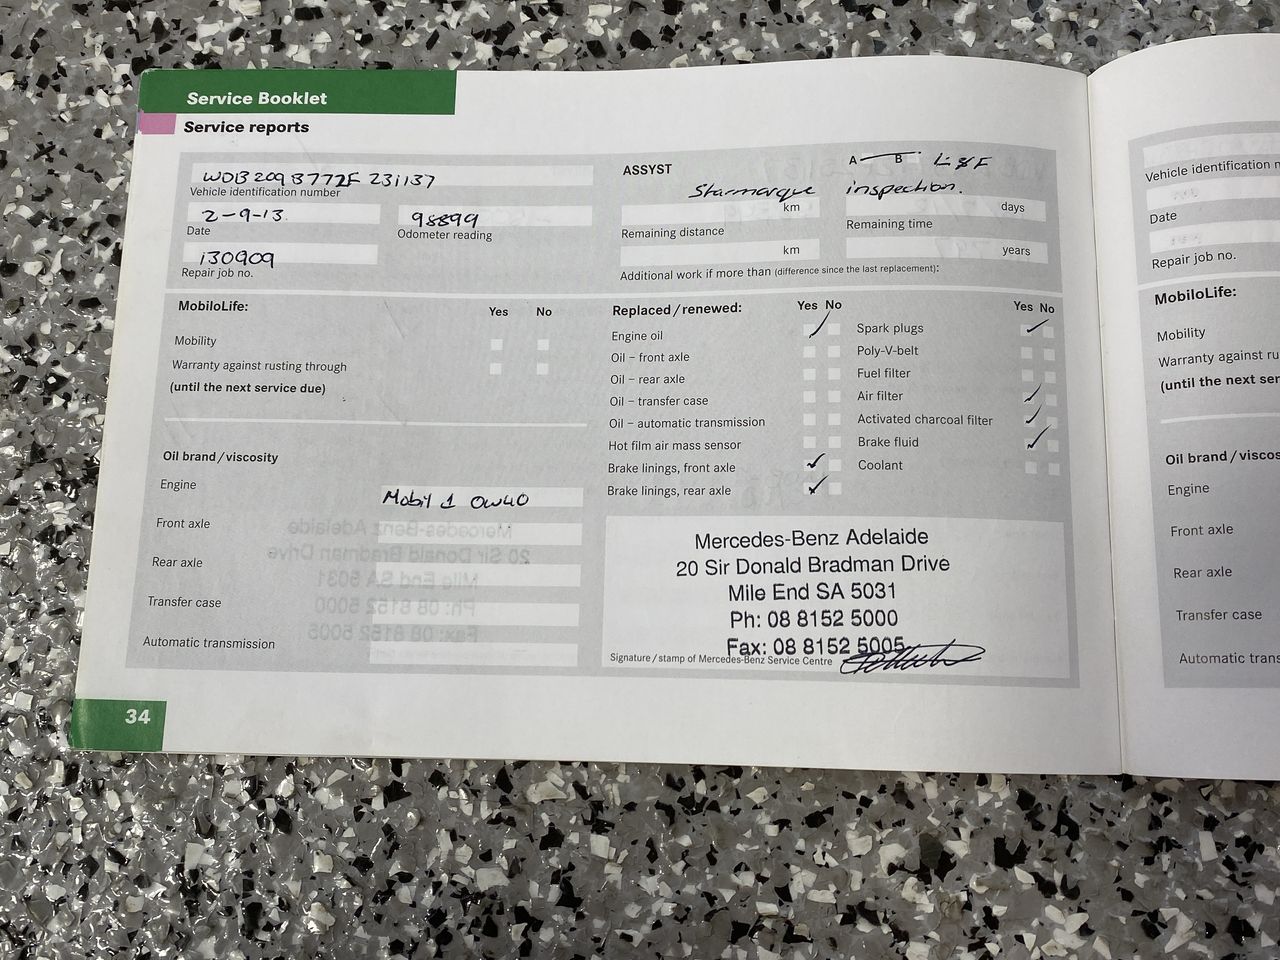 Service Booklet
Service reports
WDB2093772F 231137
Vehicle identification number
2-9-13.
Date
98899
Odometer reading
130909
Repair job no.
ASSYST
A B L&F
Starmarque inspection.
km
Remaining distance
days
Remaining time
km
years
Additional work if more than (difference since the last replacement):
MobiloLife:
Yes No
Mobility
Warranty against rusting through
(until the next service due)
Oil brand/viscosity
Engine
Mobil 1 0W40
Front axle
Rear axle
Transfer case
Automatic transmission
Replaced/renewed:
Yes No
Engine oil
Oil – front axle
Oil – rear axle
Oil – transfer case
Oil – automatic transmission
Hot film air mass sensor
Brake linings, front axle
Brake linings, rear axle
Yes No
Spark plugs
Poly-V-belt
Fuel filter
Air filter
Activated charcoal filter
Brake fluid
Coolant
Mercedes-Benz Adelaide
20 Sir Donald Bradman Drive
Mile End SA 5031
Ph: 08 8152 5000
Fax: 08 8152 5005
Signature/stamp of Mercedes-Benz Service Centre
34
Vehicle identification
Date
Repair job no.
MobiloLife:
Mobility
Warranty against
(until the next
Oil brand
Engine
Front axle
Rear axle
Transfer case
Automatic